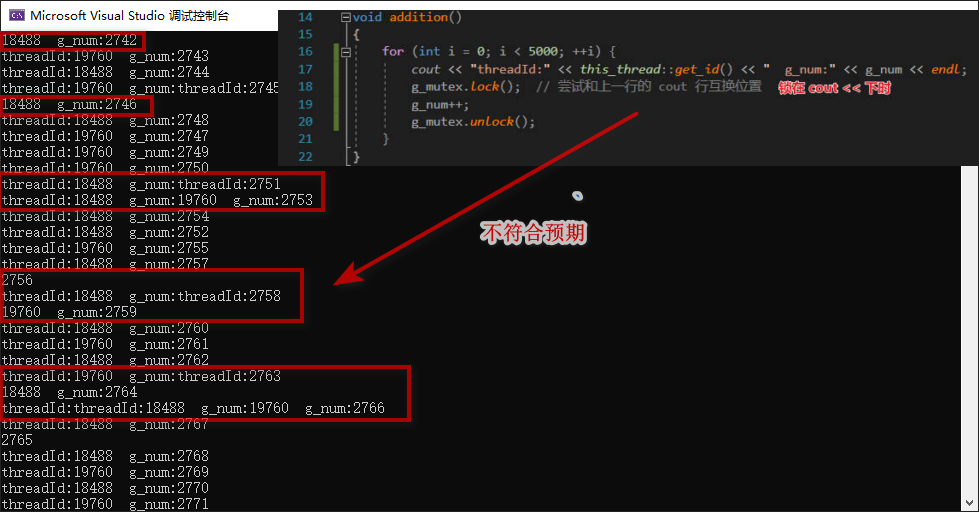 Microsoft Visual Studio 调试控制台
14 void addition()
15 {
16 for (int i = 0; i < 5000; ++i) {
17 cout << "threadId:" << this_thread::get_id() << "  g_num:" << g_num << endl;
18 g_mutex.lock();  // 尝试和上一行的 cout 行互换位置 锁在 cout << 下时
19 g_num++;
20 g_mutex.unlock();
21 }
22 }
18488  g_num:2742
threadId:19760  g_num:2743
threadId:18488  g_num:2744
threadId:19760  g_num:threadId:2745
18488  g_num:2746
threadId:18488  g_num:2748
threadId:19760  g_num:2747
threadId:19760  g_num:2749
threadId:19760  g_num:2750
threadId:18488  g_num:threadId:2751
threadId:18488  g_num:19760  g_num:2753
threadId:18488  g_num:2754
threadId:18488  g_num:2752
threadId:19760  g_num:2755
threadId:18488  g_num:2757
2756
threadId:18488  g_num:threadId:2758
19760  g_num:2759
threadId:18488  g_num:2760
threadId:19760  g_num:2761
threadId:18488  g_num:2762
threadId:19760  g_num:threadId:2763
18488  g_num:2764
threadId:threadId:18488  g_num:19760  g_num:2766
threadId:18488  g_num:2767
2765
threadId:18488  g_num:2768
threadId:19760  g_num:2769
threadId:18488  g_num:2770
threadId:19760  g_num:2771
不符合预期